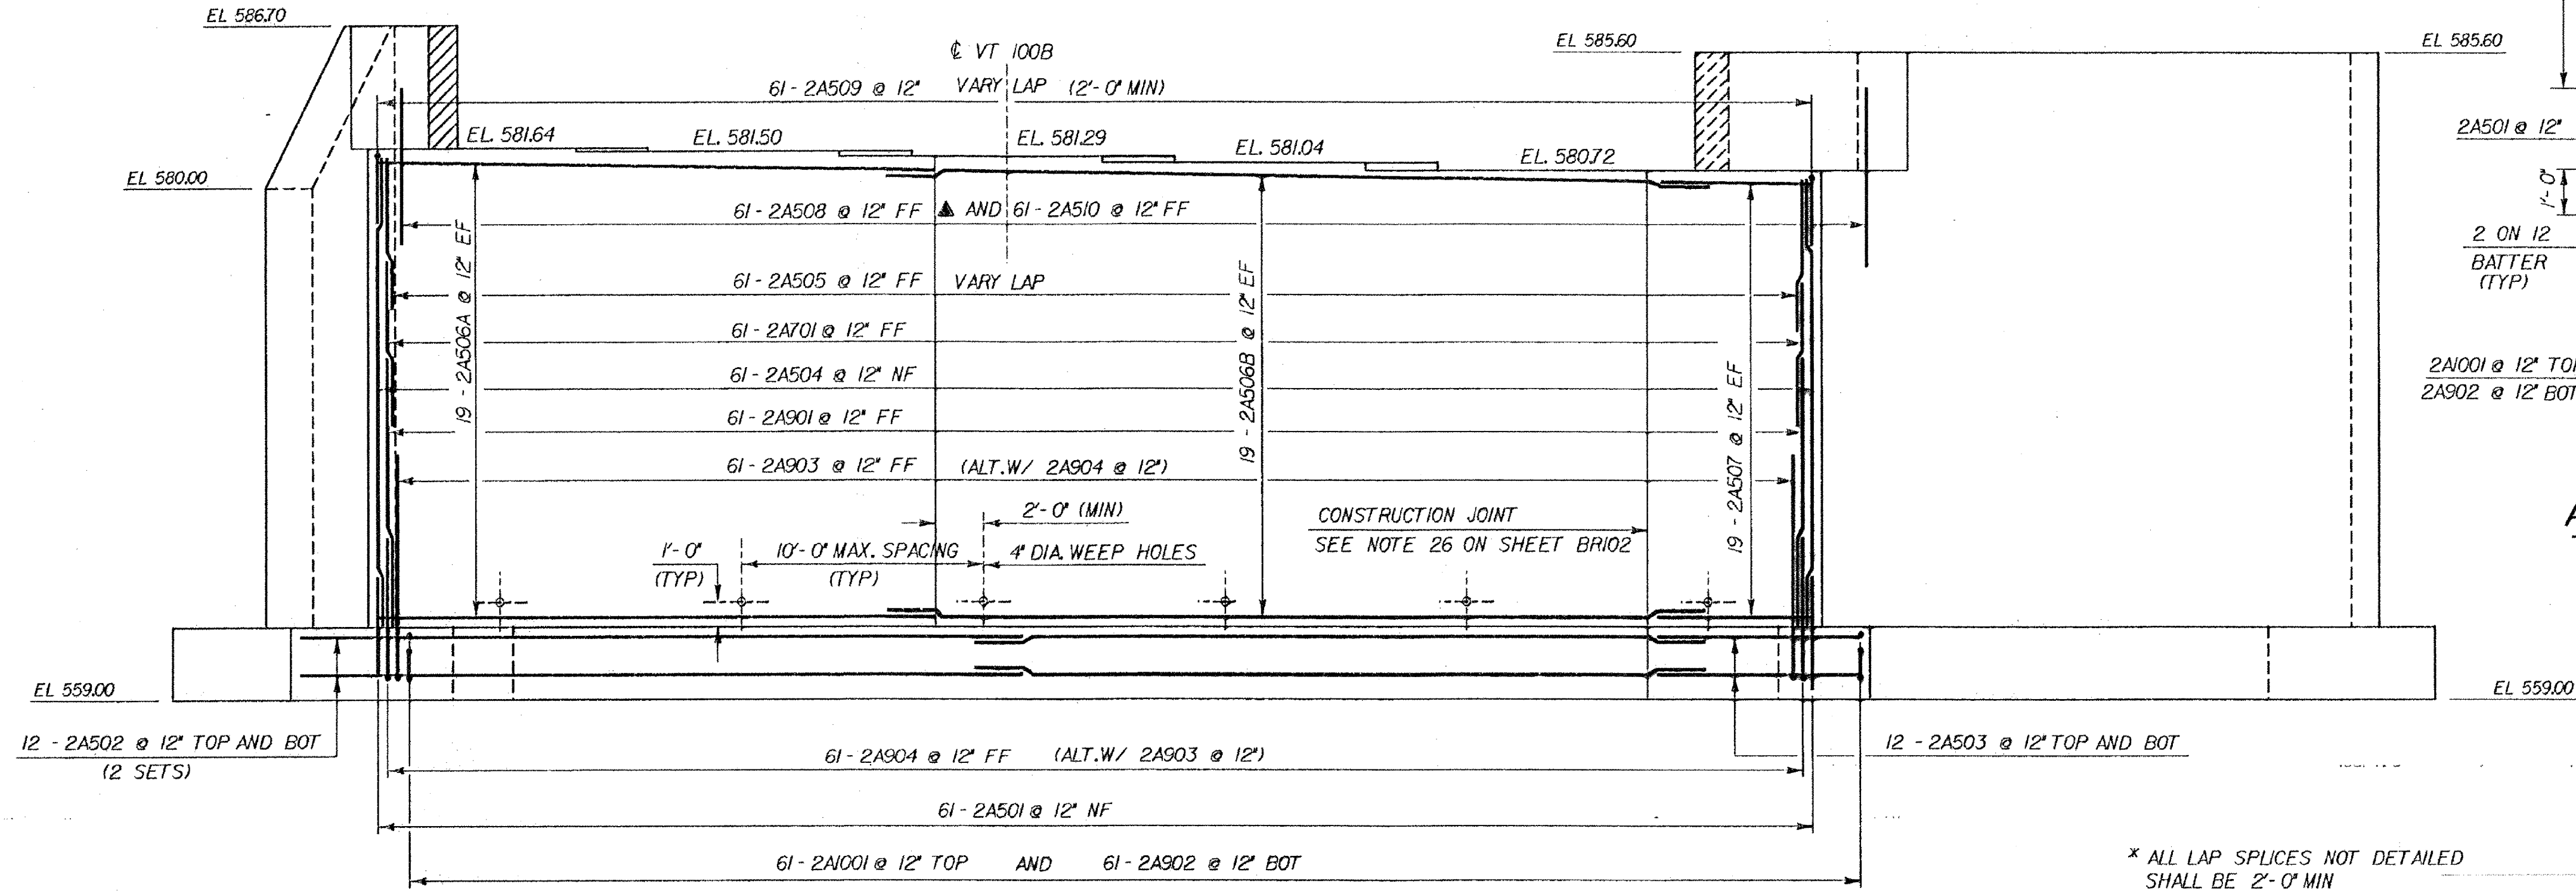 EL 586.70
℄ VT 100B
EL 585.60
EL 585.60
61 - 2A509 @ 12" VARY LAP (2'-0" MIN)
EL. 581.64
EL. 581.50
EL. 581.29
EL. 581.04
EL. 580.72
2A501 @ 12"
EL 580.00
1'-0"
61 - 2A508 @ 12" FF ▲ AND 61 - 2A510 @ 12" FF
2 ON 12
BATTER
(TYP)
19 - 2A506A @ 12" EF
61 - 2A505 @ 12" FF VARY LAP
19 - 2A506B @ 12" EF
61 - 2A701 @ 12" FF
61 - 2A504 @ 12" NF
2A1001 @ 12" TOP
2A902 @ 12" BOT
61 - 2A901 @ 12" FF
19 - 2A507 @ 12" EF
61 - 2A903 @ 12" FF (ALT. W/ 2A904 @ 12")
2'-0" (MIN)
CONSTRUCTION JOINT
SEE NOTE 26 ON SHEET BR102
1'-0"
(TYP)
10'-0" MAX. SPACING
(TYP)
4" DIA. WEEP HOLES
EL 559.00
EL 559.00
12 - 2A502 @ 12" TOP AND BOT
(2 SETS)
61 - 2A904 @ 12" FF (ALT. W/ 2A903 @ 12")
12 - 2A503 @ 12" TOP AND BOT
61 - 2A501 @ 12" NF
61 - 2A1001 @ 12" TOP AND 61 - 2A902 @ 12" BOT
* ALL LAP SPLICES NOT DETAILED
SHALL BE 2'-0" MIN